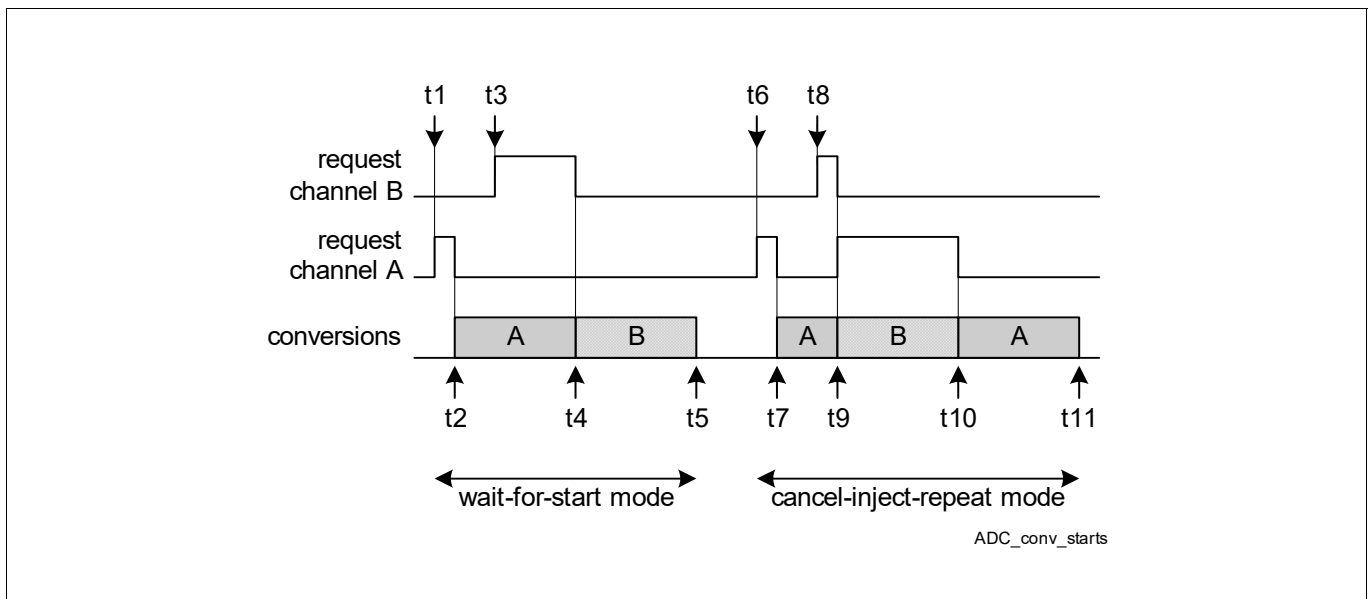 t1 t3 t6 t8
request
channel B
request
channel A
conversions A B A B A
t2 t4 t5 t7 t9 t10 t11
wait-for-start mode cancel-inject-repeat mode
ADC_conv_starts